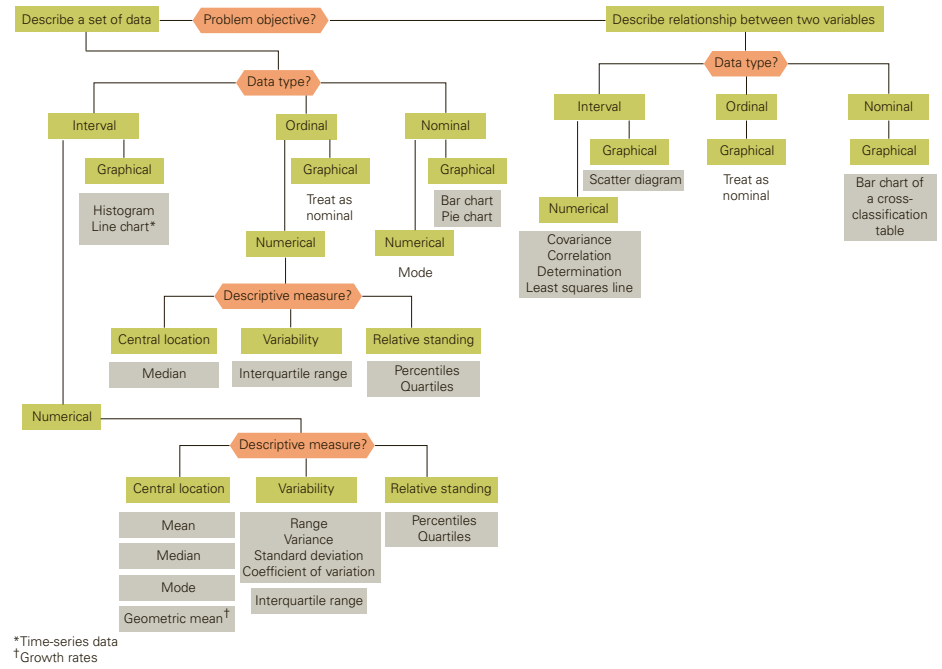 Describe a set of data
Problem objective?
Describe relationship between two variables
Data type?
Interval
Graphical
Histogram
Line chart*
Ordinal
Graphical
Treat as
nominal
Nominal
Graphical
Bar chart
Pie chart
Numerical
Mode
Numerical
Descriptive measure?
Central location
Median
Variability
Interquartile range
Relative standing
Percentiles
Quartiles
Numerical
Descriptive measure?
Central location
Mean
Median
Mode
Geometric mean†
Variability
Range
Variance
Standard deviation
Coefficient of variation
Interquartile range
Relative standing
Percentiles
Quartiles
Data type?
Interval
Graphical
Scatter diagram
Numerical
Covariance
Correlation
Determination
Least squares line
Ordinal
Graphical
Treat as
nominal
Nominal
Graphical
Bar chart of
a cross-
classification
table
*Time-series data
†Growth rates